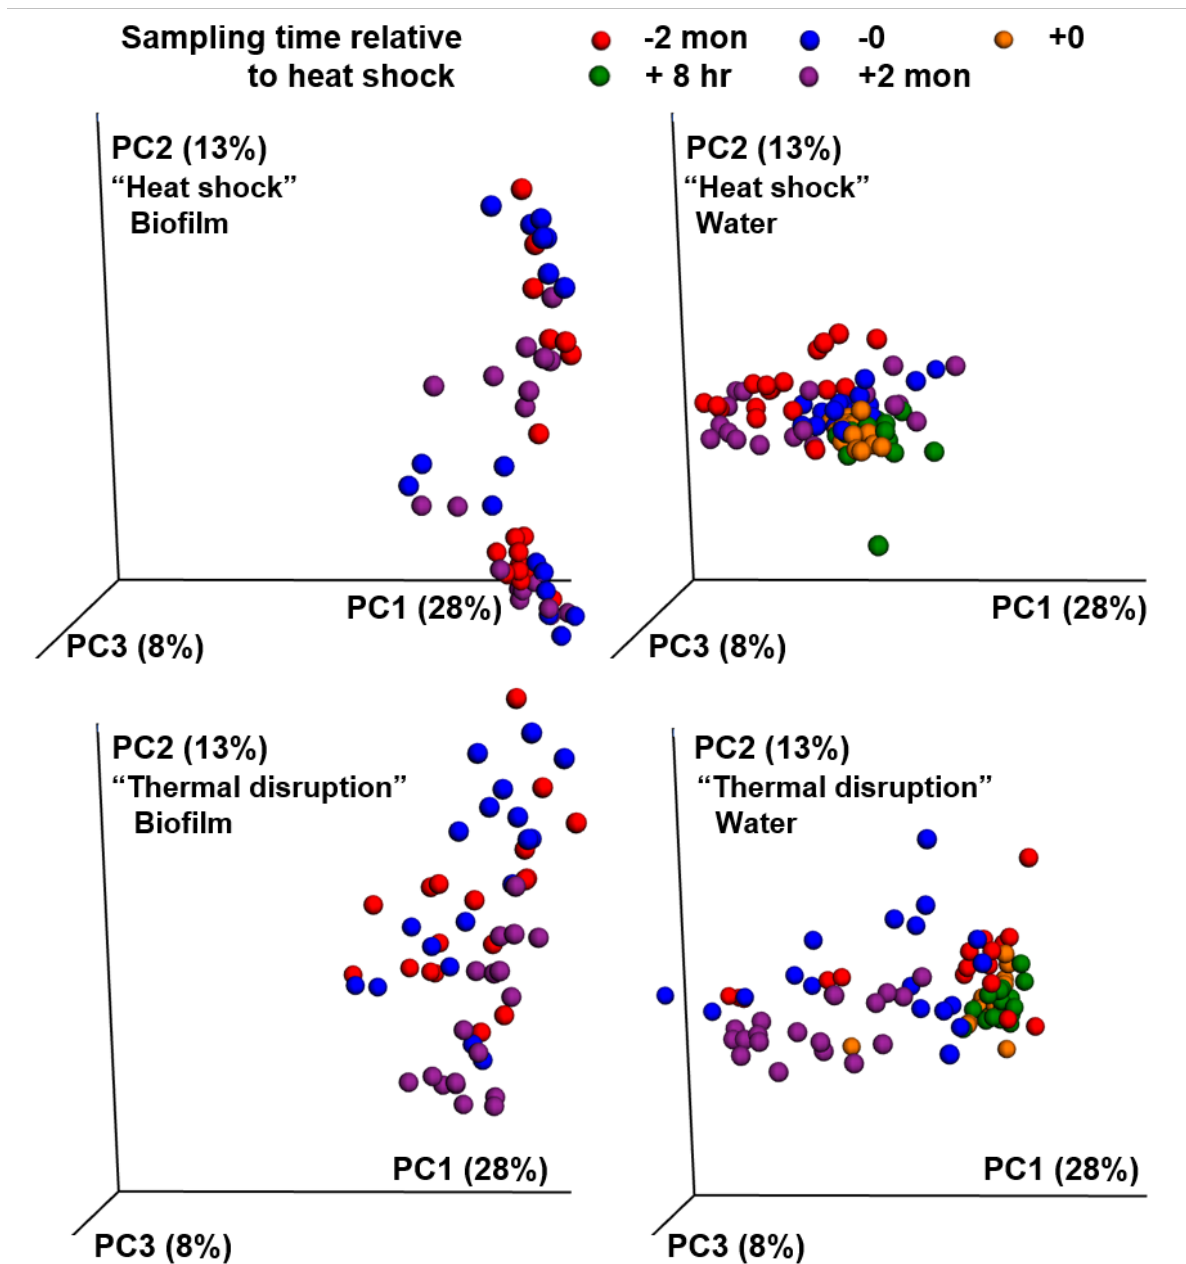 Sampling time relative to heat shock
-2 mon
-0
+0
+ 8 hr
+2 mon
PC2 (13%)
“Heat shock”
Biofilm
PC1 (28%)
PC3 (8%)
PC2 (13%)
“Heat shock”
Water
PC1 (28%)
PC3 (8%)
PC2 (13%)
“Thermal disruption”
Biofilm
PC1 (28%)
PC3 (8%)
PC2 (13%)
“Thermal disruption”
Water
PC1 (28%)
PC3 (8%)